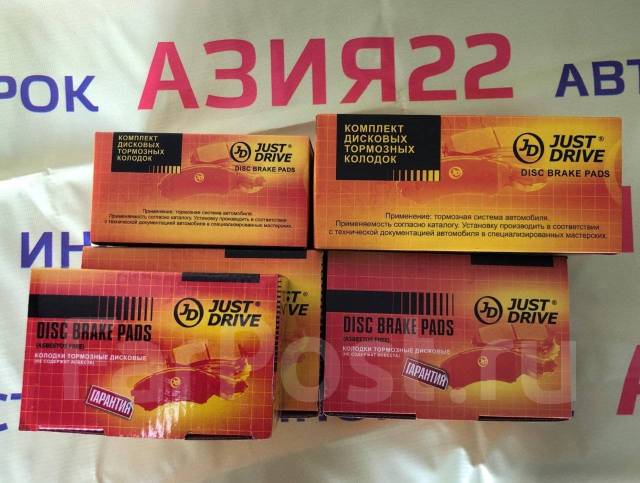 РОК АЗИЯ22 АВТ
КОМПЛЕКТ
ДИСКОВЫХ
ТОРМОЗНЫХ
КОЛОДОК
JD JUST®
DRIVE
DISC BRAKE PADS
Применение: тормозная система автомобиля.
Применяемость согласно каталогу. Установку производить в соответствии
с технической документацией автомобиля в специализированных мастерских.
КОМПЛЕКТ
ДИСКОВЫХ
ТОРМОЗНЫХ
КОЛОДОК
JD JUST®
DRIVE
DISC BRAKE PADS
Применение: тормозная система автомобиля.
Применяемость согласно каталогу. Установку производить в соответствии
с технической документацией автомобиля в специализированных мастерских.
ИН
JD JUST®
DRIVE
DISC BRAKE PADS
(ASBESTOS FREE)
КОЛОДКИ ТОРМОЗНЫЕ ДИСКОВЫЕ
(НЕ СОДЕРЖАТ АСБЕСТА)
ГАРАНТИЯ
JD JUST®
DRIVE
DISC BRAKE PADS
(ASBESTOS FREE)
КОЛОДКИ ТОРМОЗНЫЕ ДИСКОВЫЕ
(НЕ СОДЕРЖАТ АСБЕСТА)
ГАРАНТИЯ
FarPost.ru